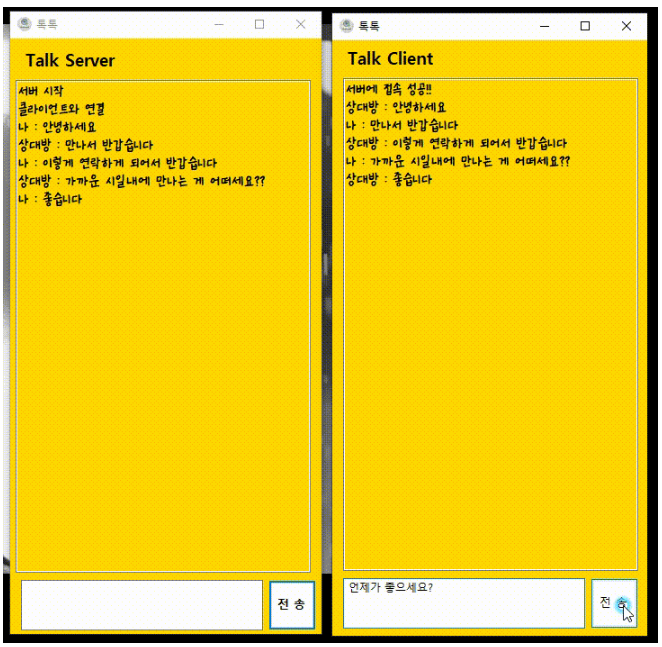 톡톡
Talk Server
서버 시작
클라이언트와 연결
나 : 안녕하세요
상대방 : 만나서 반갑습니다
나 : 이렇게 연락하게 되어서 반갑습니다
상대방 : 가까운 시일내에 만나는 게 어떠세요??
나 : 좋습니다
전 송
톡톡
Talk Client
서버에 접속 성공!!
상대방 : 안녕하세요
나 : 만나서 반갑습니다
상대방 : 이렇게 연락하게 되어서 반갑습니다
나 : 가까운 시일내에 만나는 게 어떠세요??
상대방 : 좋습니다
언제가 좋으세요?
전 송